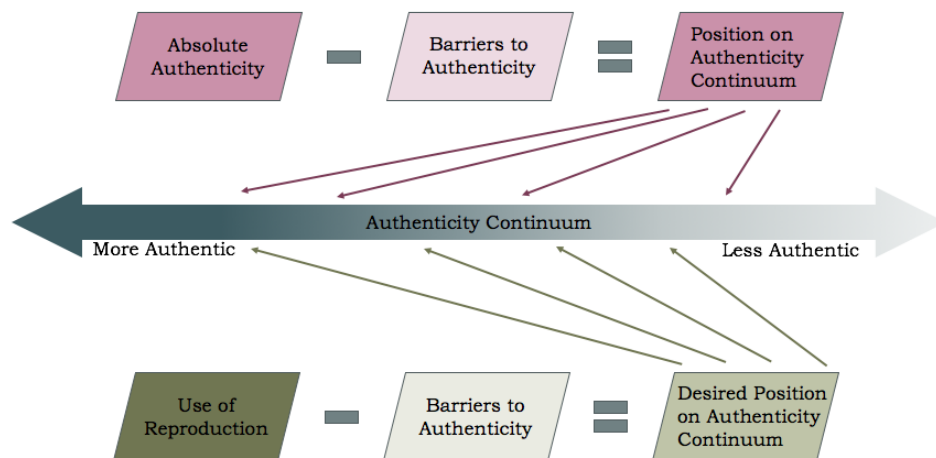 Absolute
Authenticity
Barriers to
Authenticity
Position on
Authenticity
Continuum
Authenticity Continuum
More Authentic
Less Authentic
Use of
Reproduction
Barriers to
Authenticity
Desired Position
on Authenticity
Continuum